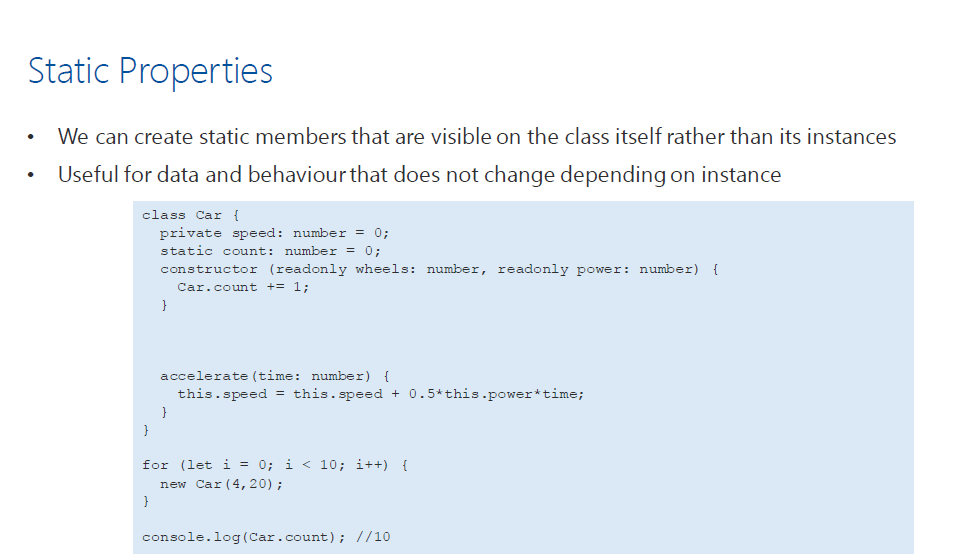 Static Properties
• We can create static members that are visible on the class itself rather than its instances
• Useful for data and behaviour that does not change depending on instance
class Car {
  private speed: number = 0;
  static count: number = 0;
  constructor (readonly wheels: number, readonly power: number) {
    Car.count += 1;
  }
  accelerate(time: number) {
    this.speed = this.speed + 0.5*this.power*time;
  }
}
for (let i = 0; i < 10; i++) {
  new Car(4,20);
}
console.log(Car.count); //10